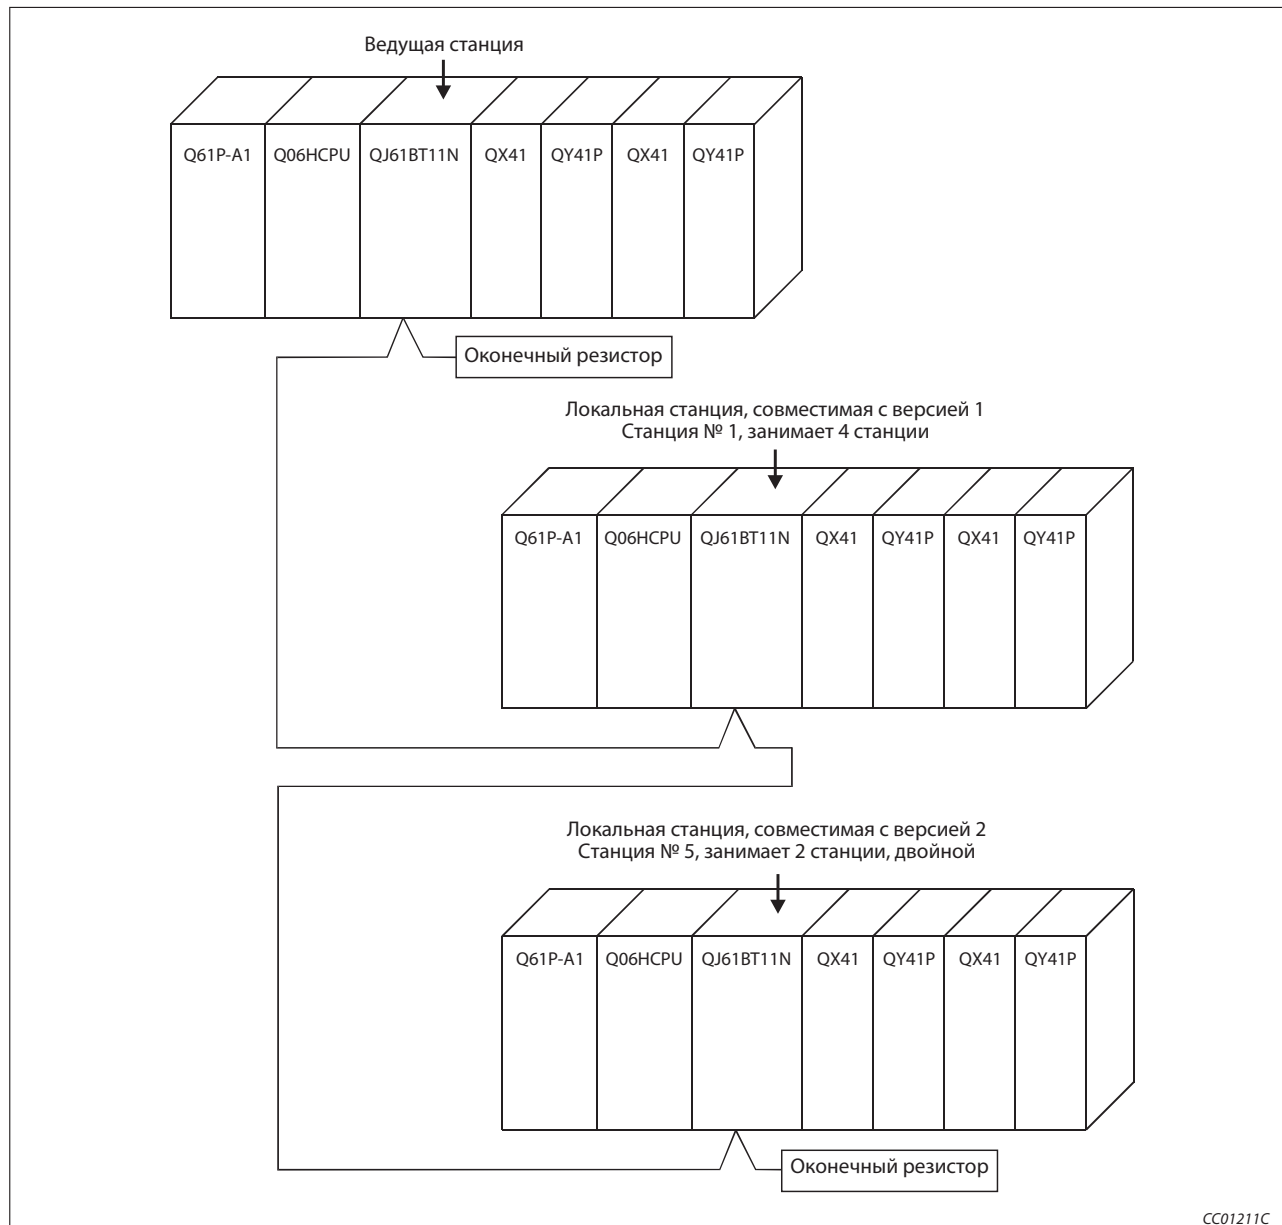 Ведущая станция
Q61P-A1 Q06HCPU QJ61BT11N QX41 QY41P QX41 QY41P
Оконечный резистор
Локальная станция, совместимая с версией 1
Станция № 1, занимает 4 станции
Q61P-A1 Q06HCPU QJ61BT11N QX41 QY41P QX41 QY41P
Локальная станция, совместимая с версией 2
Станция № 5, занимает 2 станции, двойной
Q61P-A1 Q06HCPU QJ61BT11N QX41 QY41P QX41 QY41P
Оконечный резистор
CC01211C